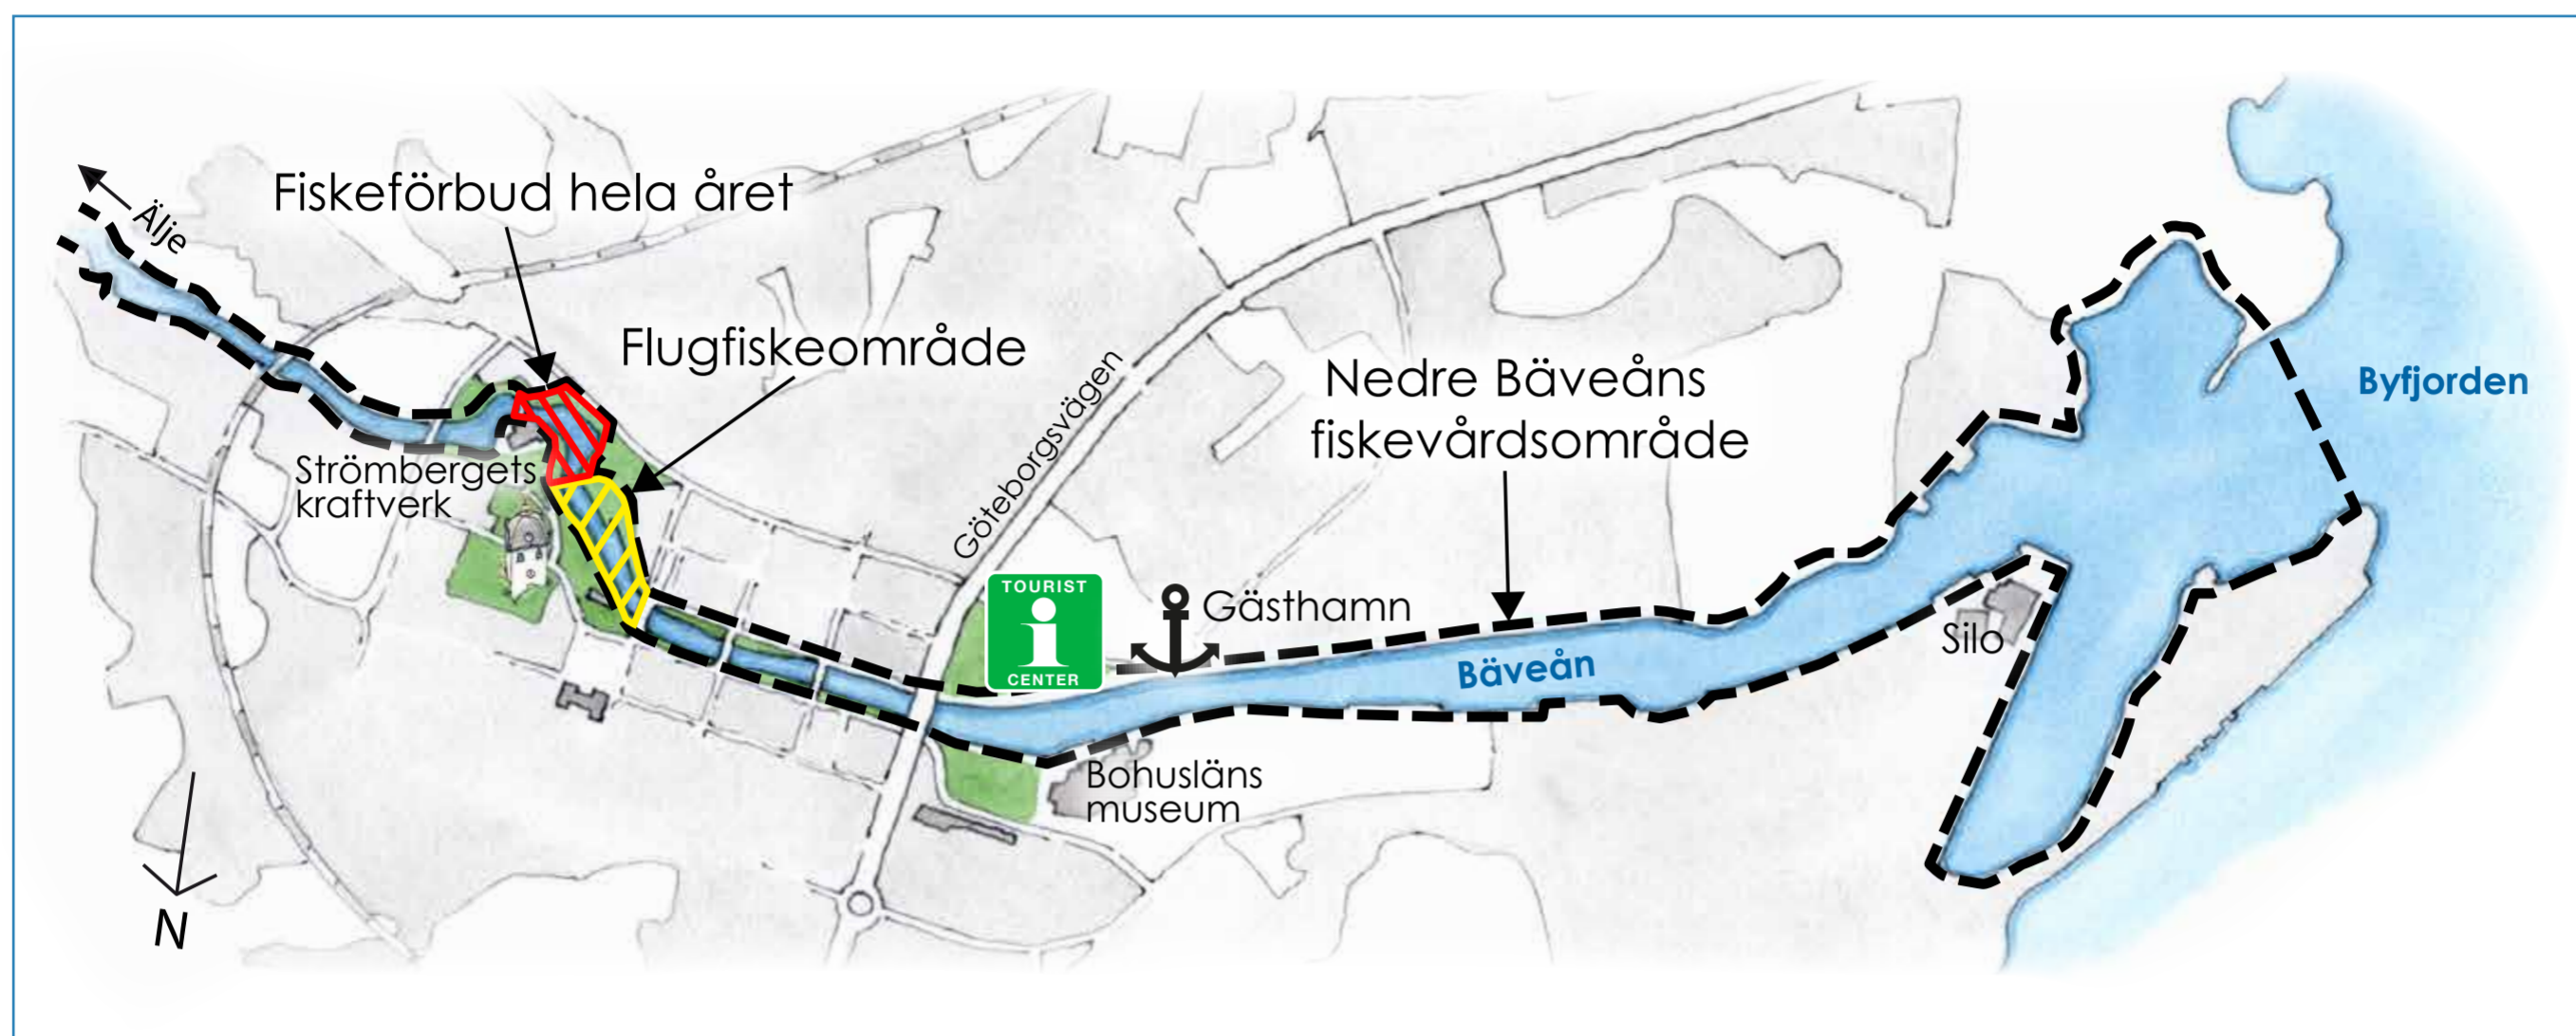 Fiskeförbud hela året
Älje
Flugfiskeområde
Göteborgsvägen
Nedre Bäveåns
fiskevårdsområde
Byfjorden
Strömbergets
kraftverk
TOURIST
i
CENTER
Gästhamn
Silo
Bäveån
Bohusläns
museum
N